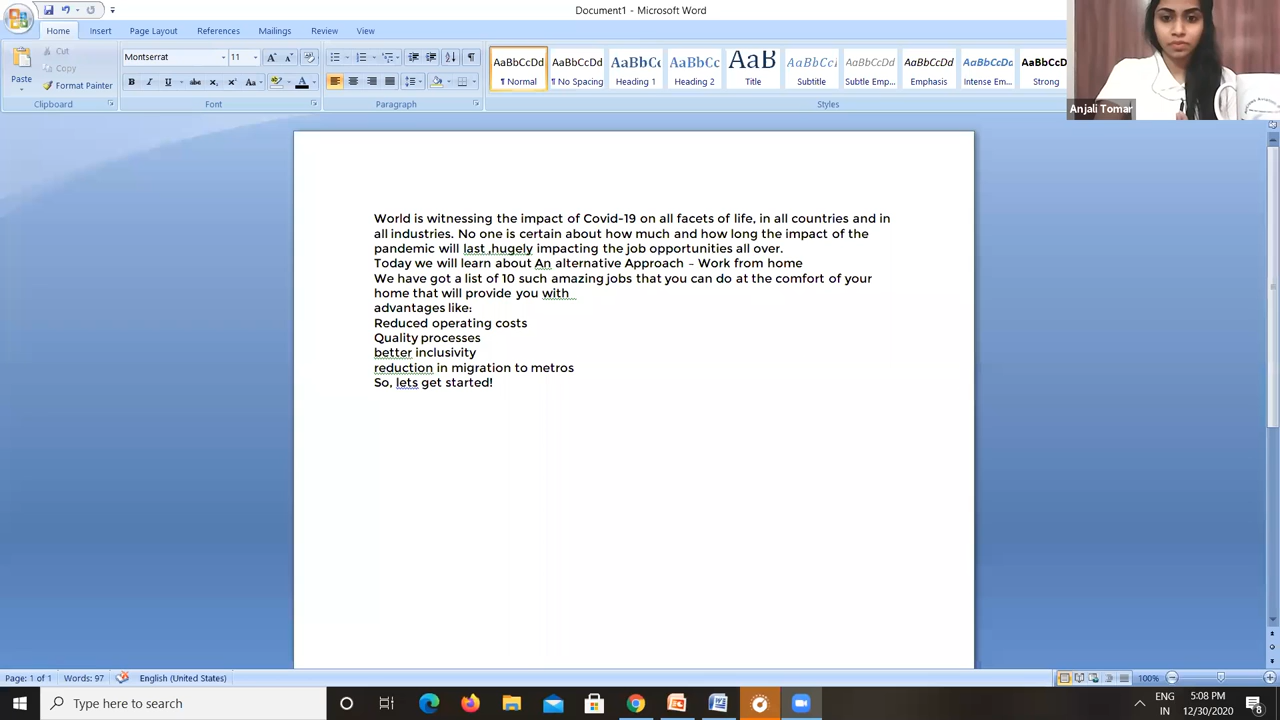 Document1 - Microsoft Word
Home Insert Page Layout References Mailings Review View
Paste
Cut
Copy
Format Painter
Clipboard
Montserrat 11
Font
Paragraph
AaBbCcDd AaBbCcDd AaBbCc AaBbCc AaB AaBbCc AaBbCcDd AaBbCcDd AaBbCcDd AaBbCcDd
¶ Normal ¶ No Spacing Heading 1 Heading 2 Title Subtitle Subtle Emp... Emphasis Intense Em... Strong
Styles
Anjali Tomar
World is witnessing the impact of Covid-19 on all facets of life, in all countries and in
all industries. No one is certain about how much and how long the impact of the
pandemic will last ,hugely impacting the job opportunities all over.
Today we will learn about An alternative Approach - Work from home
We have got a list of 10 such amazing jobs that you can do at the comfort of your
home that will provide you with
advantages like:
Reduced operating costs
Quality processes
better inclusivity
reduction in migration to metros
So, lets get started!
Page: 1 of 1 Words: 97 English (United States) 100%
Type here to search
ENG
IN
5:08 PM
12/30/2020
8